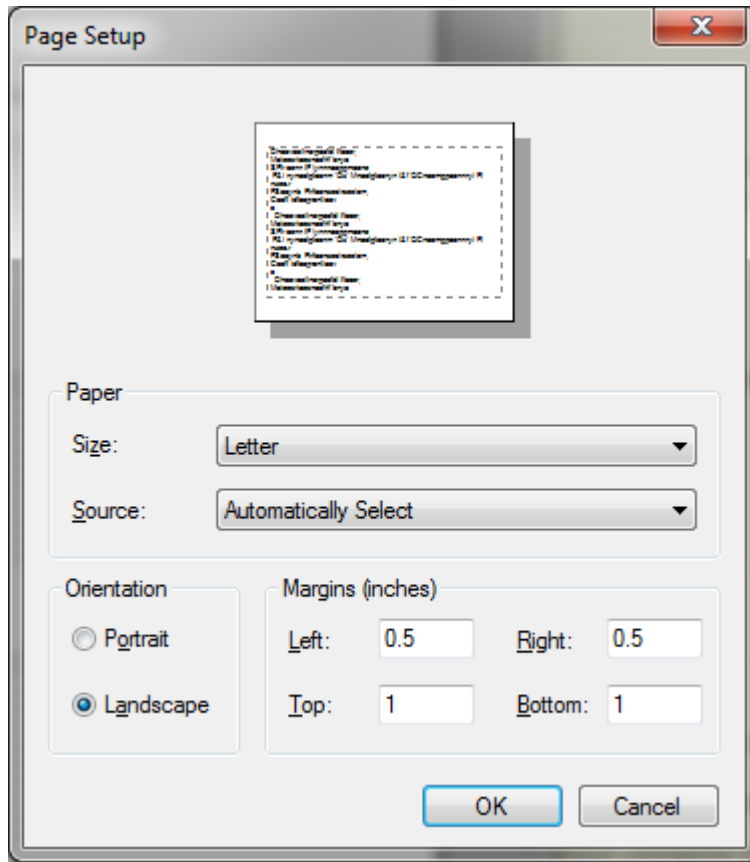 Page Setup
Paper
Size: Letter
Source: Automatically Select
Orientation
Portrait
Landscape
Margins (inches)
Left: 0.5 Right: 0.5
Top: 1 Bottom: 1
OK Cancel